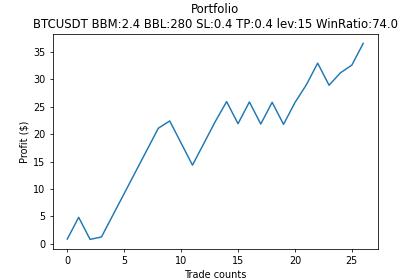 Portfolio
BTCUSDT BBM:2.4 BBL:280 SL:0.4 TP:0.4 lev:15 WinRatio:74.0
Profit ($)
35
30
25
20
15
10
5
0
0 5 10 15 20 25
Trade counts